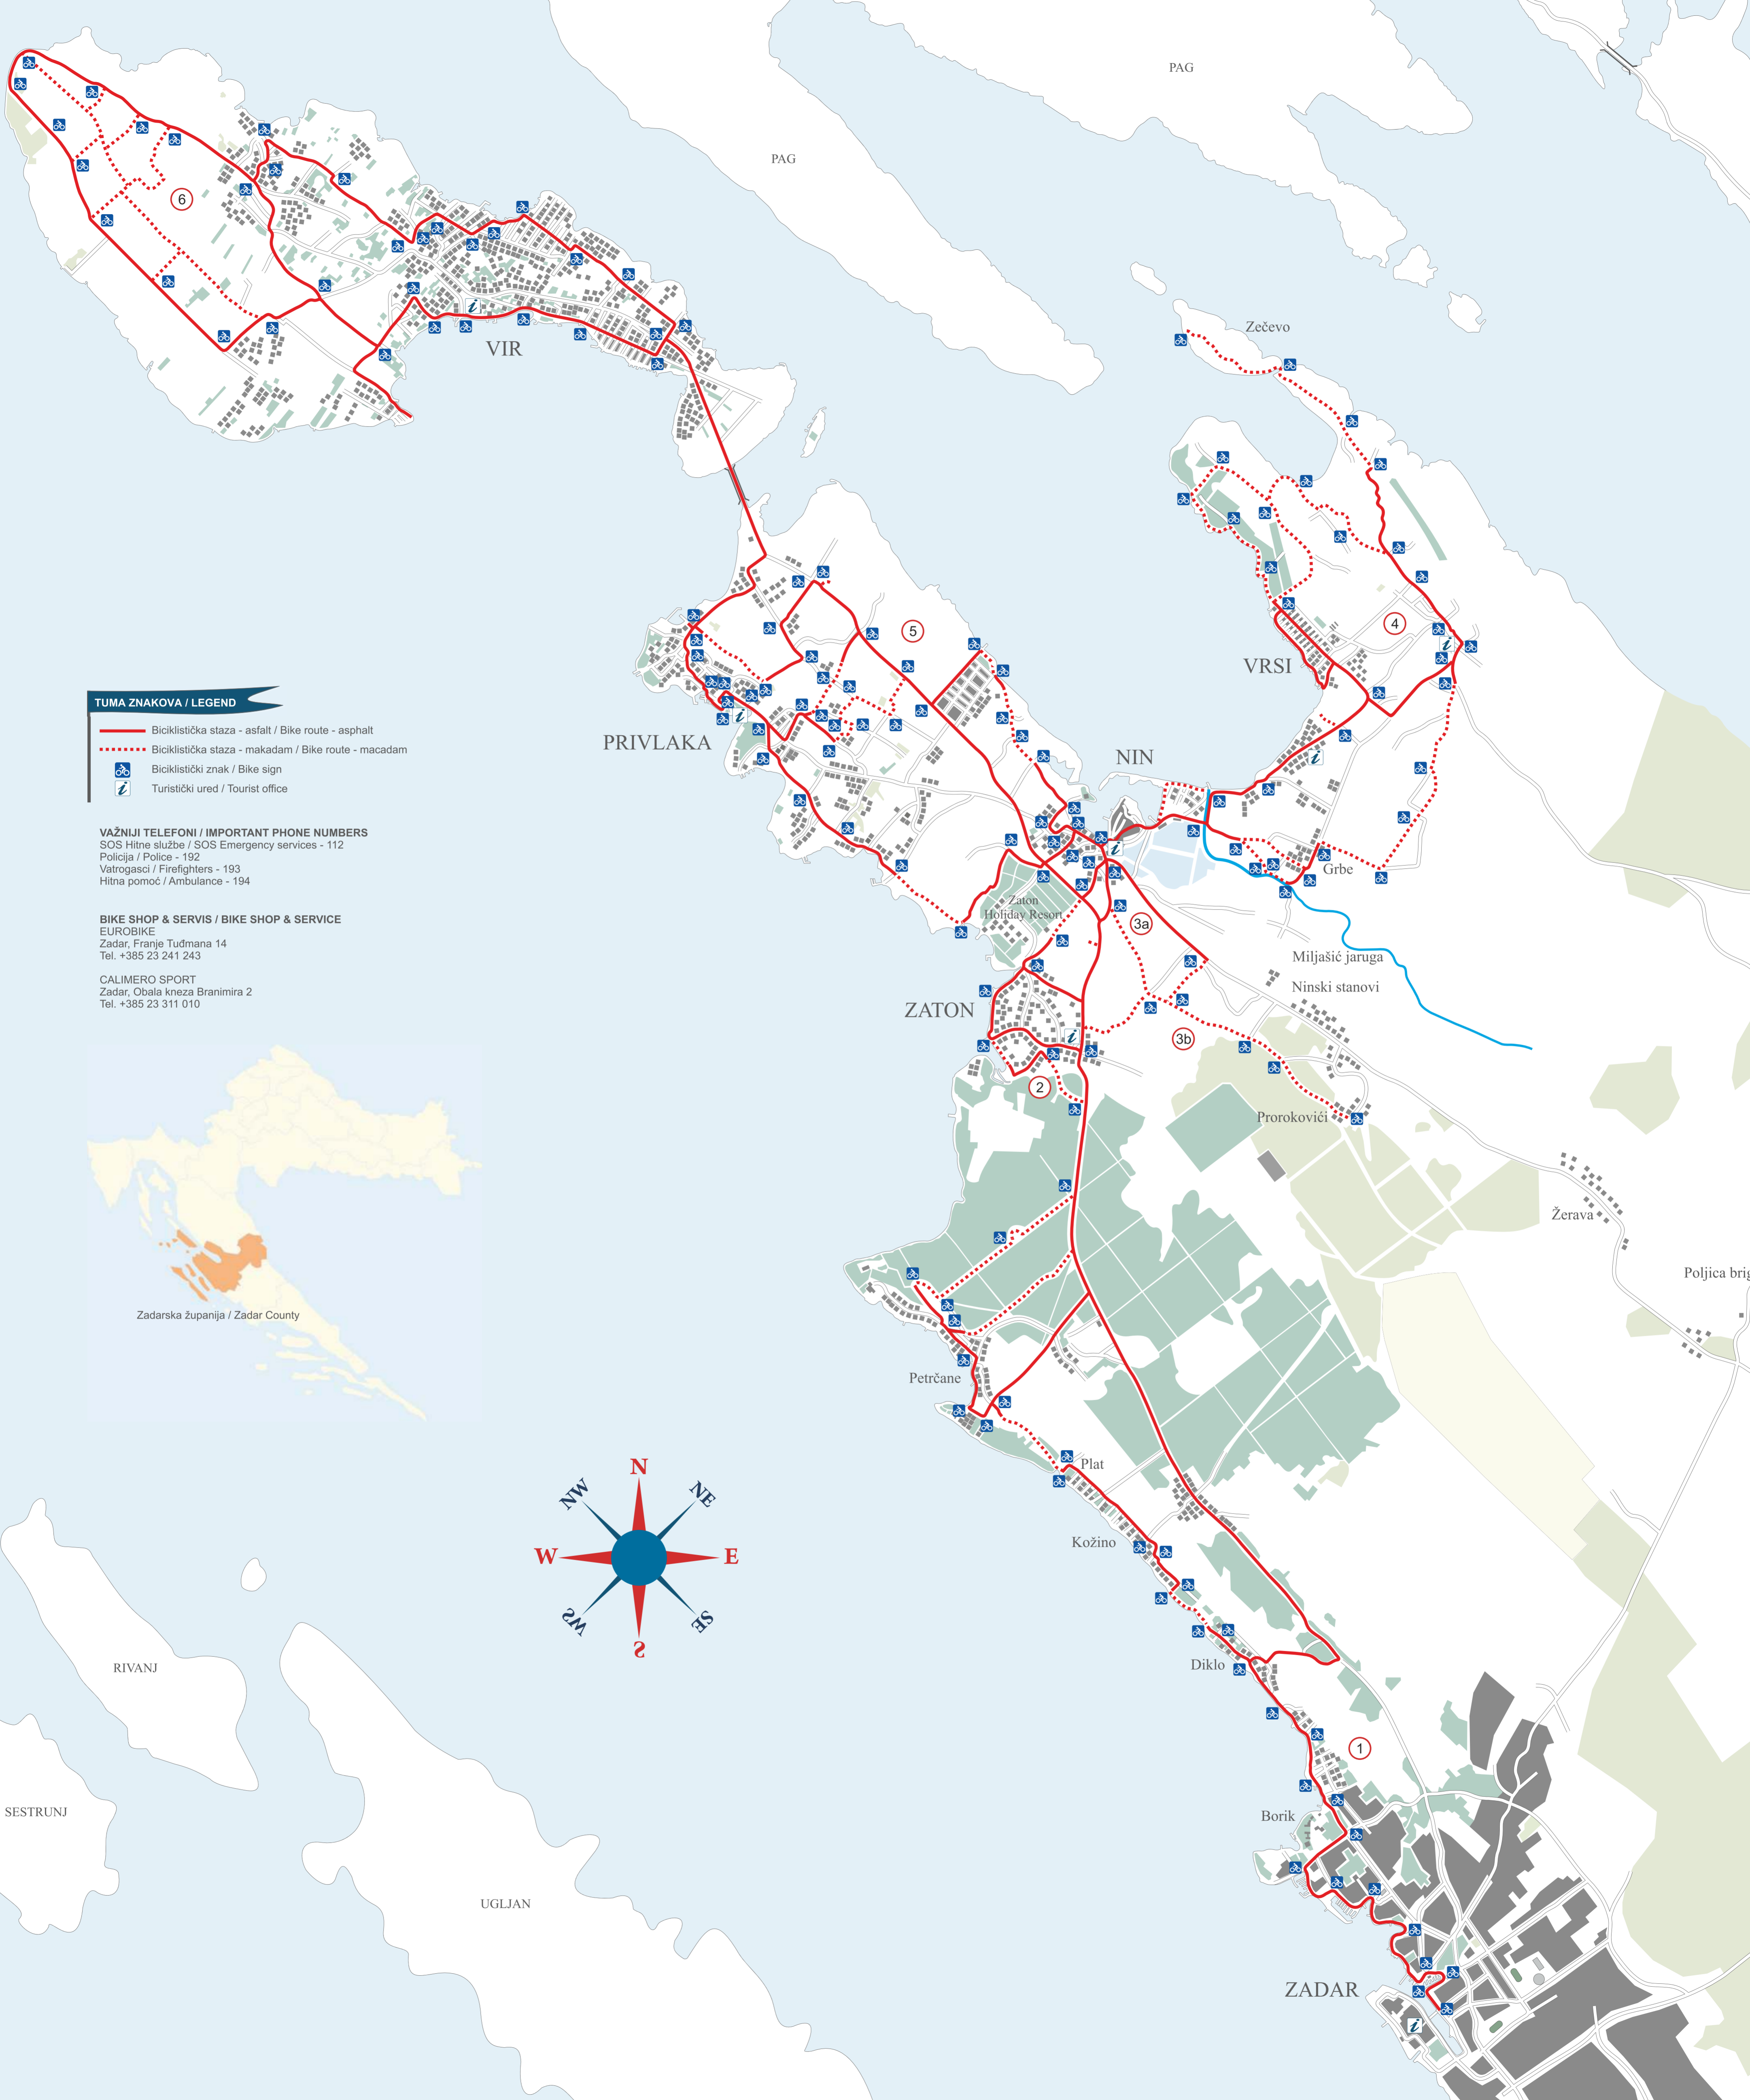 PAG
PAG
6
Zečevo
VIR
5
4
VRSI
TUMA ZNAKOVA / LEGEND
Biciklistička staza - asfalt / Bike route - asphalt
Biciklistička staza - makadam / Bike route - macadam
Biciklistički znak / Bike sign
i Turistički ured / Tourist office
PRIVLAKA
NIN
VAŽNIJI TELEFONI / IMPORTANT PHONE NUMBERS
SOS Hitne službe / SOS Emergency services - 112
Policija / Police - 192
Vatrogasci / Firefighters - 193
Hitna pomoć / Ambulance - 194
Grbe
Zaton
Holiday Resort
3a
BIKE SHOP & SERVIS / BIKE SHOP & SERVICE
EUROBIKE
Zadar, Franje Tuđmana 14
Tel. +385 23 241 243
CALIMERO SPORT
Zadar, Obala kneza Branimira 2
Tel. +385 23 311 010
Miljašić jaruga
Ninski stanovi
ZATON
3b
2
Prorokovići
Žerava
Poljica brig
Zadarska županija / Zadar County
Petrčane
Plat
Kožino
N
NW
NE
W
E
WS
SE
S
Diklo
RIVANJ
1
SESTRUNJ
Borik
UGLJAN
ZADAR